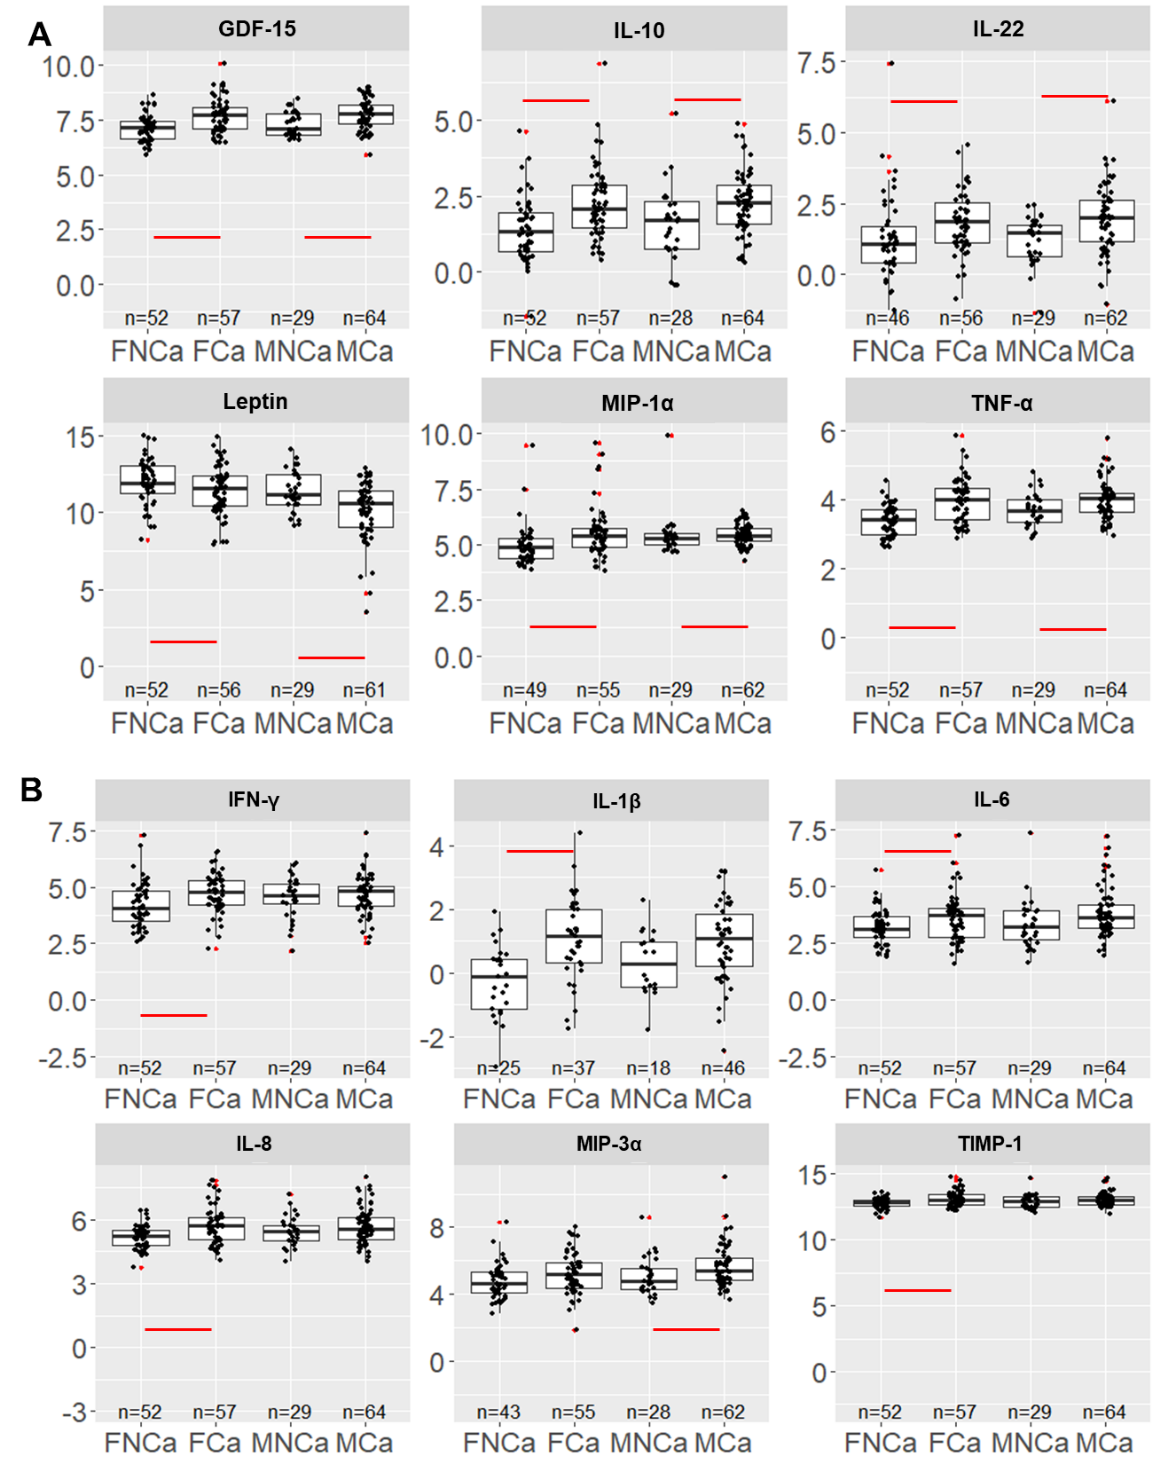 A
GDF-15 IL-10 IL-22
10.0 7.5 5.0 2.5 0.0
5.0 2.5 0.0
7.5 5.0 2.5 0.0
n=52 n=57 n=29 n=64
n=52 n=57 n=28 n=64
n=46 n=56 n=29 n=62
FNCa FCa MNCa MCa
FNCa FCa MNCa MCa
FNCa FCa MNCa MCa
Leptin MIP-1α TNF-α
15 10 5 0
10.0 7.5 5.0 2.5 0.0
6 4 2 0
n=52 n=56 n=29 n=61
n=49 n=55 n=29 n=62
n=52 n=57 n=29 n=64
FNCa FCa MNCa MCa
FNCa FCa MNCa MCa
FNCa FCa MNCa MCa
B
IFN-γ IL-1β IL-6
7.5 5.0 2.5 0.0 -2.5
4 2 0 -2
7.5 5.0 2.5 0.0 -2.5
n=52 n=57 n=29 n=64
n=25 n=37 n=18 n=46
n=52 n=57 n=29 n=64
FNCa FCa MNCa MCa
FNCa FCa MNCa MCa
FNCa FCa MNCa MCa
IL-8 MIP-3α TIMP-1
6 3 0 -3
8 4 0
15 10 5 0
n=52 n=57 n=29 n=64
n=43 n=55 n=28 n=62
n=52 n=57 n=29 n=64
FNCa FCa MNCa MCa
FNCa FCa MNCa MCa
FNCa FCa MNCa MCa